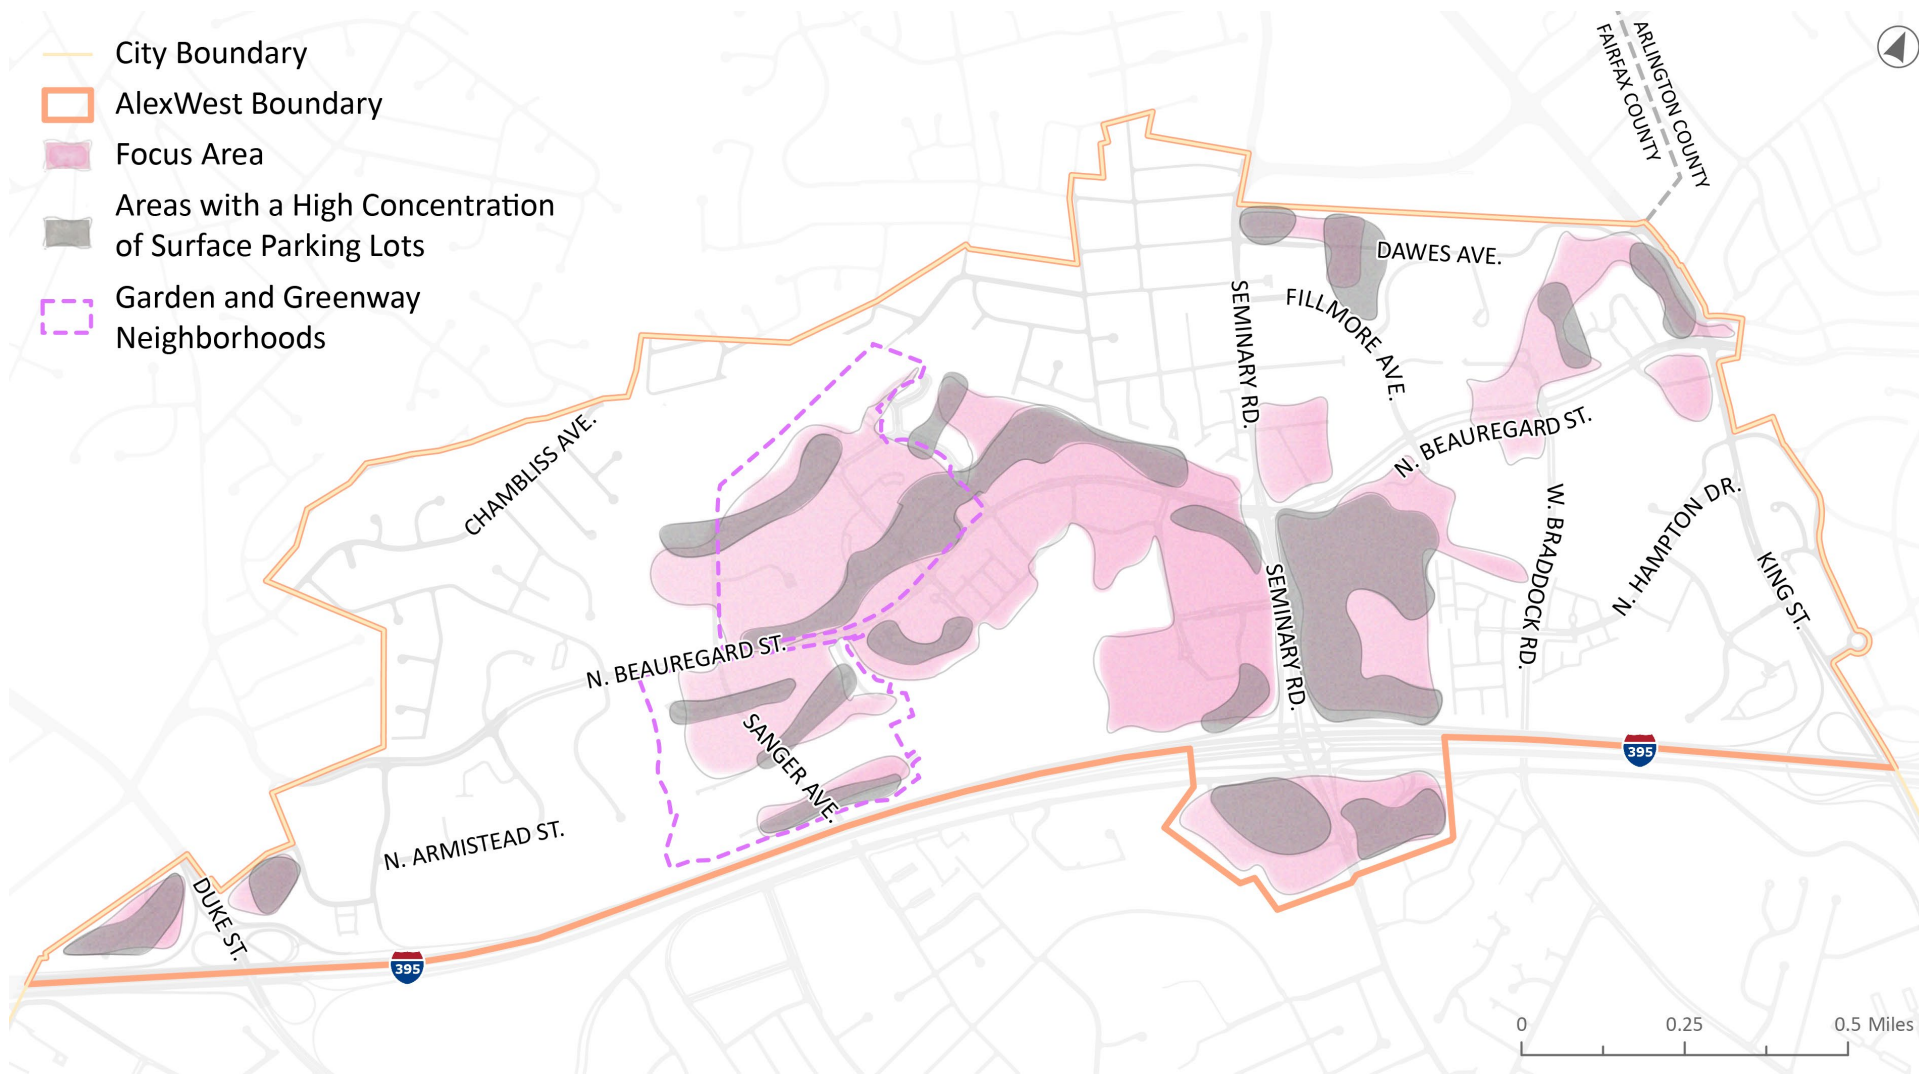 City Boundary
AlexWest Boundary
Focus Area
Areas with a High Concentration
of Surface Parking Lots
Garden and Greenway
Neighborhoods
ARLINGTON COUNTY
FAIRFAX COUNTY
DAWES AVE.
SEMINARY RD.
FILLMORE AVE.
N. BEAUREGARD ST.
CHAMBLISS AVE.
W. BRADDOCK RD.
N. HAMPTON DR.
KING ST.
SEMINARY RD.
N. BEAUREGARD ST.
SANGER AVE.
395
N. ARMISTEAD ST.
DUKE ST.
395
0 0.25 0.5 Miles